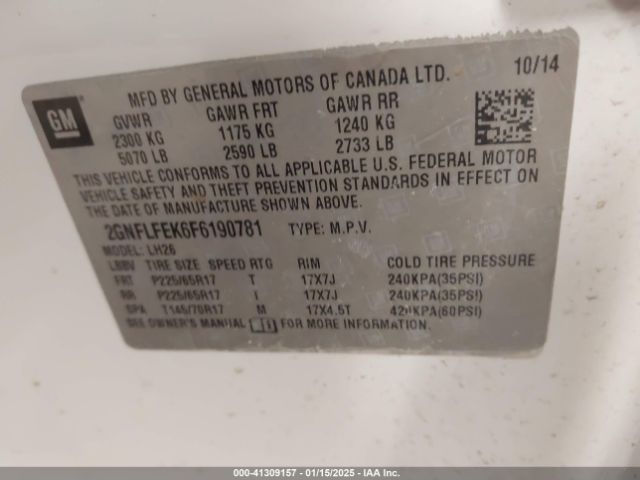 GM
MFD BY GENERAL MOTORS OF CANADA LTD. 10/14
GVWR GAWR FRT GAWR RR
2300 KG 1175 KG 1240 KG
5070 LB 2590 LB 2733 LB
THIS VEHICLE CONFORMS TO ALL APPLICABLE U.S. FEDERAL MOTOR
VEHICLE SAFETY AND THEFT PREVENTION STANDARDS IN EFFECT ON
THE DATE OF MANUFACTURE SHOWN ABOVE.
2GNFLFEK6F6190781 TYPE: M.P.V.
MODEL: LH26
LBBV TIRE SIZE SPEED RTG RIM COLD TIRE PRESSURE
FRT P225/65R17 T 17X7J 240KPA(35PSI)
RR P225/65R17 T 17X7J 240KPA(35PSI)
SPA T145/70R17 M 17X4.5T 420KPA(60PSI)
SEE OWNER'S MANUAL FOR MORE INFORMATION.
000-41309157 - 01/15/2025 - IAA Inc.